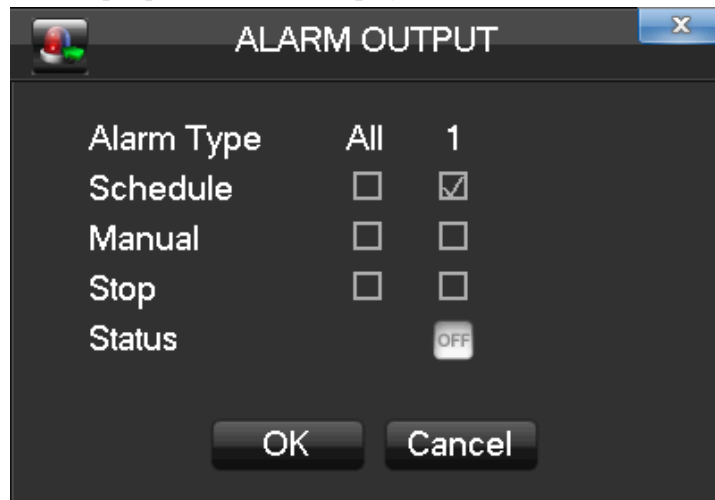 ALARM OUTPUT
x
Alarm Type All 1
Schedule
Manual
Stop
Status OFF
OK Cancel